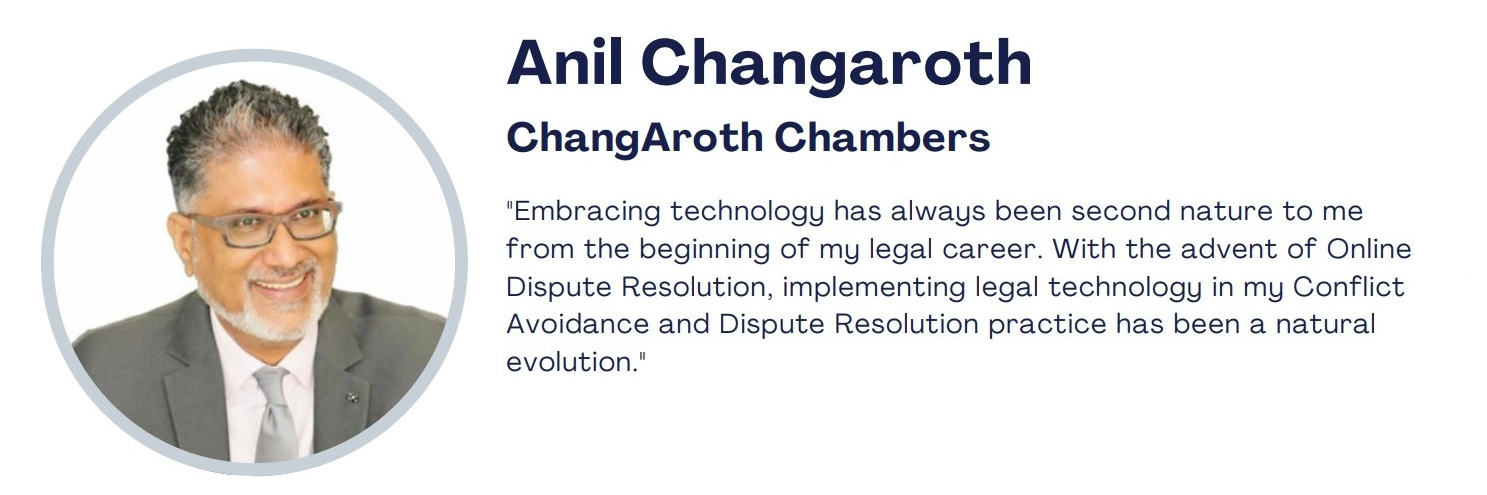 Anil Changaroth
ChangAroth Chambers
"Embracing technology has always been second nature to me
from the beginning of my legal career. With the advent of Online
Dispute Resolution, implementing legal technology in my Conflict
Avoidance and Dispute Resolution practice has been a natural
evolution."